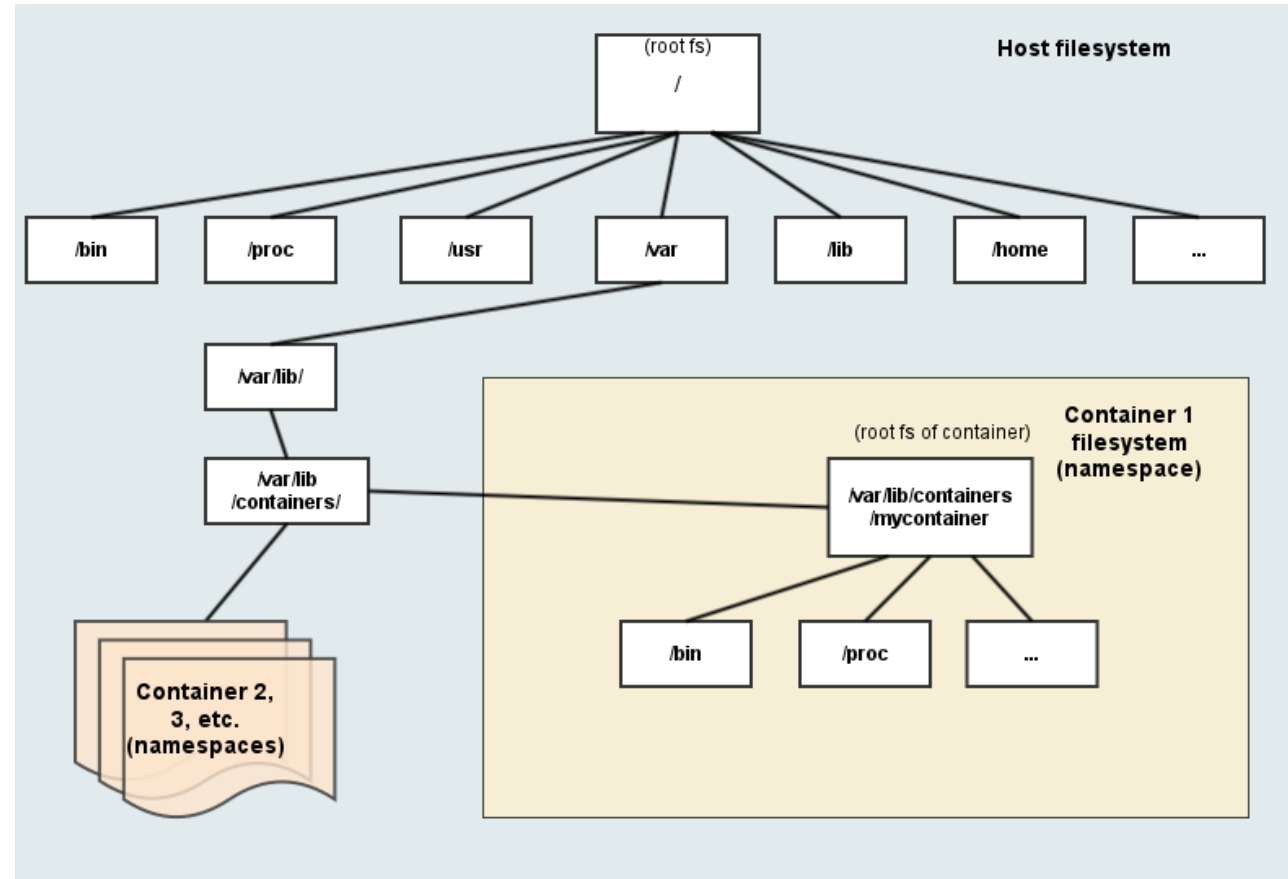 (root fs)
/
Host filesystem
/bin
/proc
/usr
/var
/lib
/home
...
/var/lib/
/var/lib
/containers/
Container 1
filesystem
(namespace)
(root fs of container)
/var/lib/containers
/mycontainer
/bin
/proc
...
Container 2,
3, etc.
(namespaces)